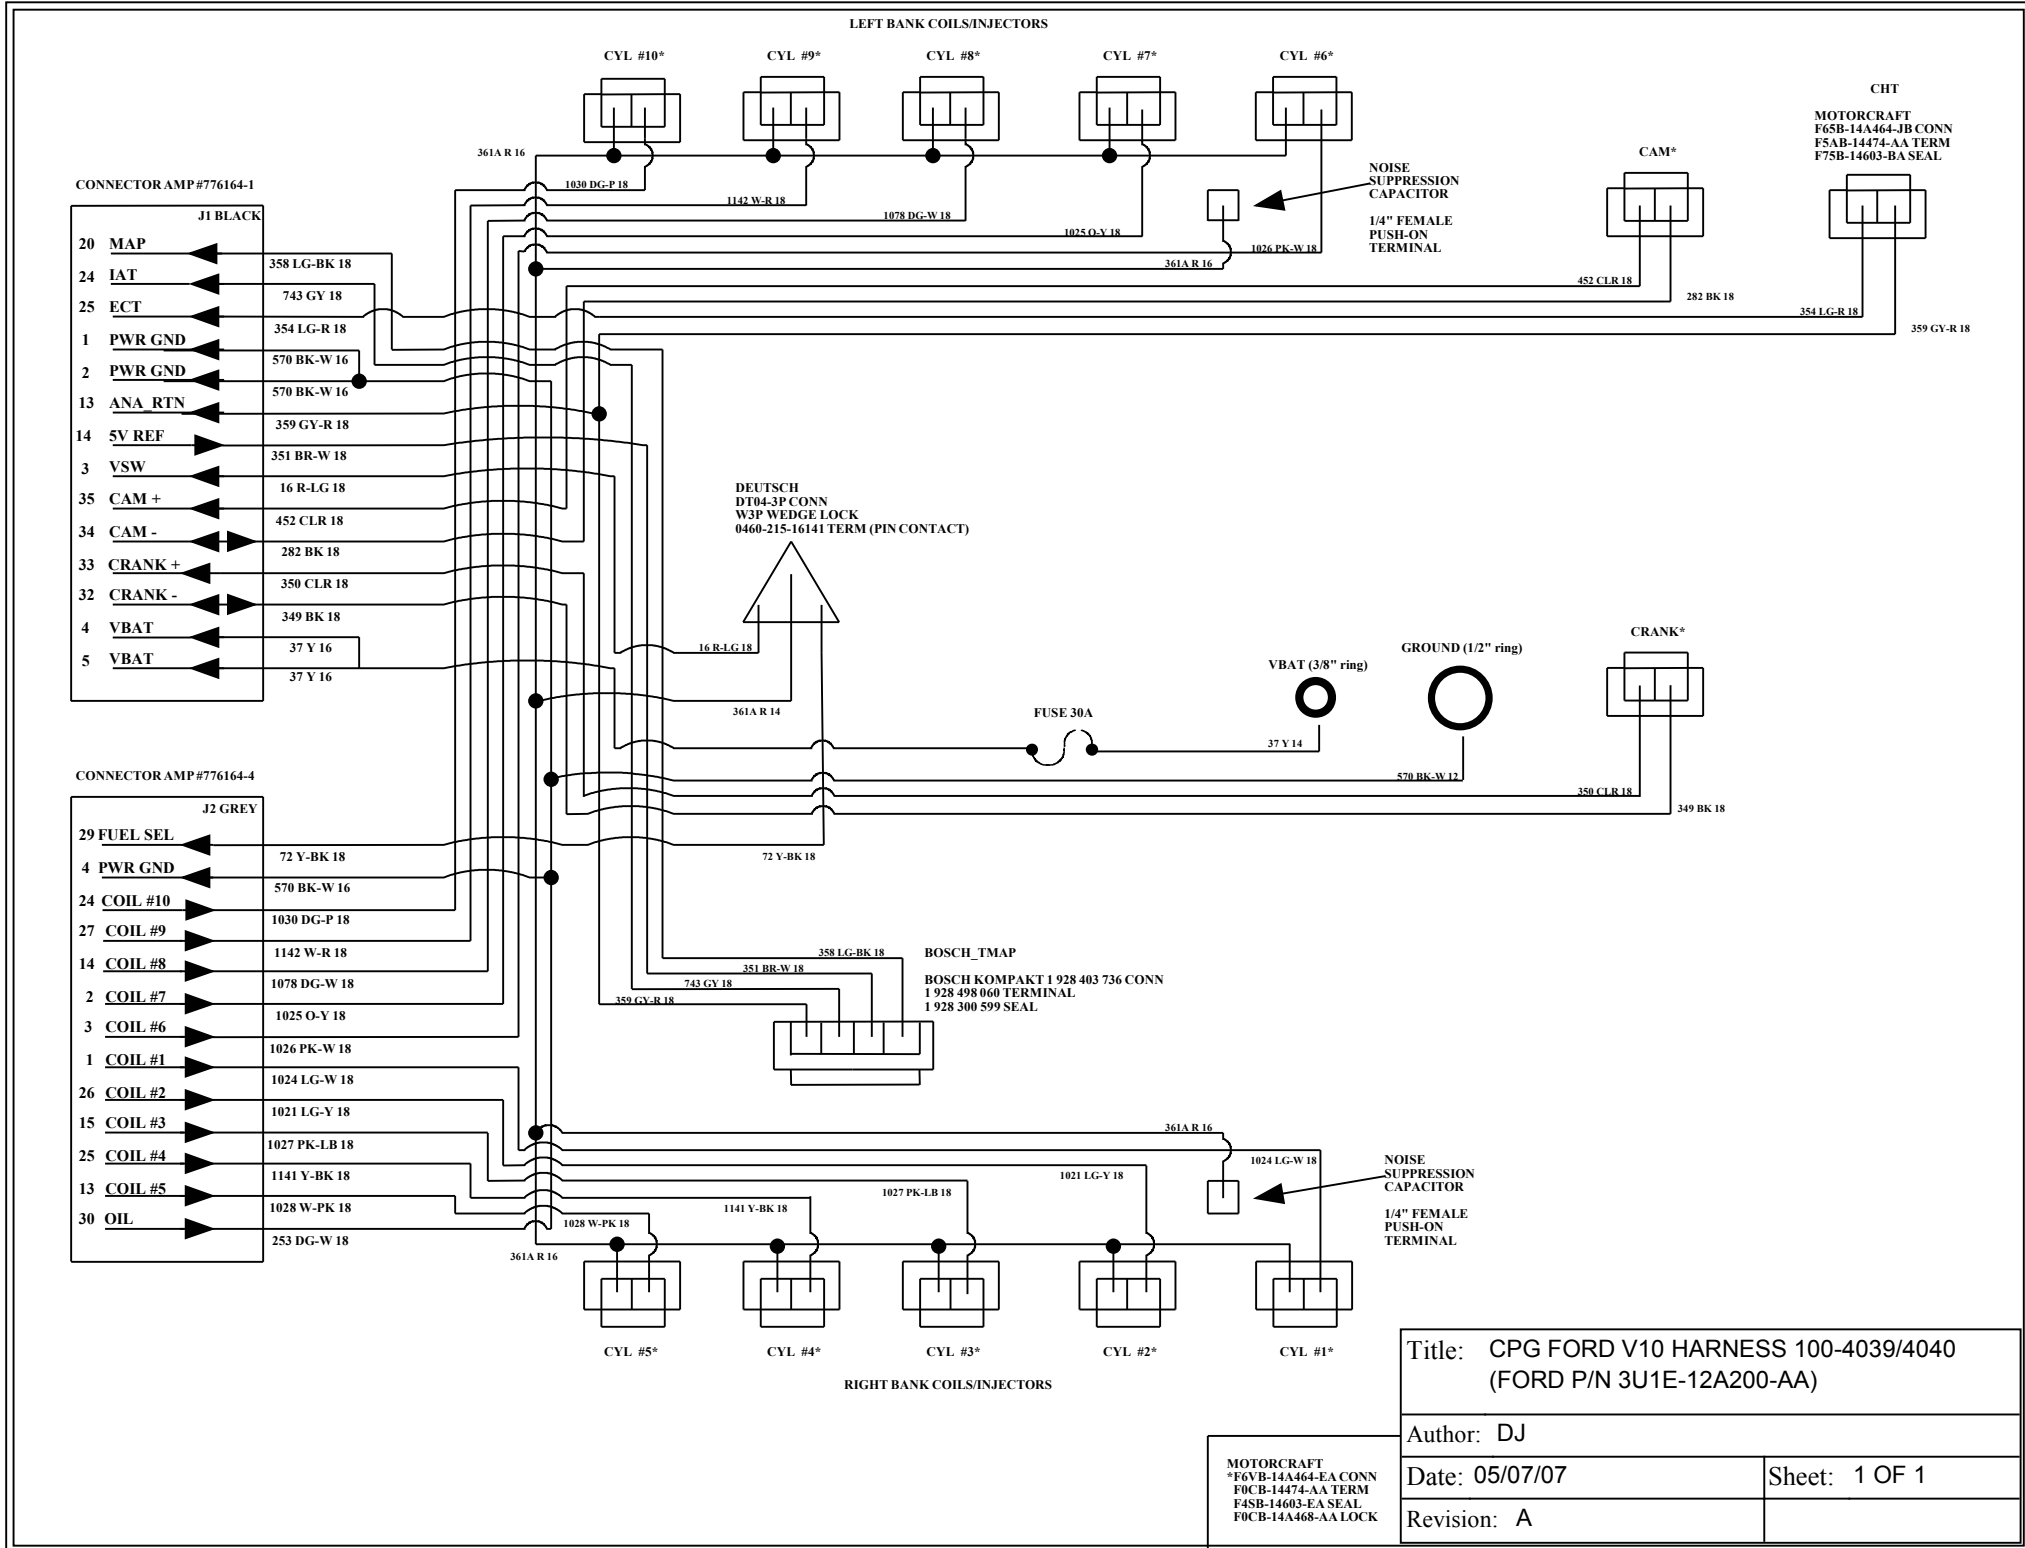 LEFT BANK COILS/INJECTORS
CYL #10*
CYL #9*
CYL #8*
CYL #7*
CYL #6*
CHT
MOTORCRAFT
F65B-14A464-JB CONN
F5AB-14474-AA TERM
F75B-14603-BA SEAL
CAM*
361A R 16
NOISE
SUPPRESSION
CAPACITOR
1/4" FEMALE
PUSH-ON
TERMINAL
1030 DG-P 18
1142 W-R 18
1078 DG-W 18
1025 O-Y 18
1026 PK-W 18
361A R 16
452 CLR 18
282 BK 18
354 LG-R 18
359 GY-R 18
CONNECTOR AMP #776164-1
J1 BLACK
20 MAP
358 LG-BK 18
24 IAT
743 GY 18
25 ECT
354 LG-R 18
1 PWR GND
570 BK-W 16
2 PWR GND
570 BK-W 16
13 ANA_RTN
359 GY-R 18
14 5V REF
351 BR-W 18
3 VSW
16 R-LG 18
35 CAM +
452 CLR 18
34 CAM -
282 BK 18
33 CRANK +
350 CLR 18
32 CRANK -
349 BK 18
4 VBAT
37 Y 16
5 VBAT
37 Y 16
DEUTSCH
DT04-3P CONN
W3P WEDGE LOCK
0460-215-16141 TERM (PIN CONTACT)
16 R-LG 18
361A R 14
FUSE 30A
VBAT (3/8" ring)
GROUND (1/2" ring)
CRANK*
37 Y 14
570 BK-W 12
350 CLR 18
349 BK 18
72 Y-BK 18
CONNECTOR AMP #776164-4
J2 GREY
29 FUEL SEL
72 Y-BK 18
4 PWR GND
570 BK-W 16
24 COIL #10
1030 DG-P 18
27 COIL #9
1142 W-R 18
14 COIL #8
1078 DG-W 18
2 COIL #7
1025 O-Y 18
3 COIL #6
1026 PK-W 18
1 COIL #1
1024 LG-W 18
26 COIL #2
1021 LG-Y 18
15 COIL #3
1027 PK-LB 18
25 COIL #4
1141 Y-BK 18
13 COIL #5
1028 W-PK 18
30 OIL
253 DG-W 18
358 LG-BK 18
351 BR-W 18
743 GY 18
359 GY-R 18
BOSCH_TMAP
BOSCH KOMPAKT 1 928 403 736 CONN
1 928 498 060 TERMINAL
1 928 300 599 SEAL
361A R 16
1024 LG-W 18
1021 LG-Y 18
1027 PK-LB 18
1141 Y-BK 18
1028 W-PK 18
361A R 16
NOISE
SUPPRESSION
CAPACITOR
1/4" FEMALE
PUSH-ON
TERMINAL
CYL #5*
CYL #4*
CYL #3*
CYL #2*
CYL #1*
RIGHT BANK COILS/INJECTORS
MOTORCRAFT
*F6VB-14A464-EA CONN
F0CB-14474-AA TERM
F4SB-14603-EA SEAL
F0CB-14A468-AA LOCK
Title: CPG FORD V10 HARNESS 100-4039/4040
(FORD P/N 3U1E-12A200-AA)
Author: DJ
Date: 05/07/07
Sheet: 1 OF 1
Revision: A